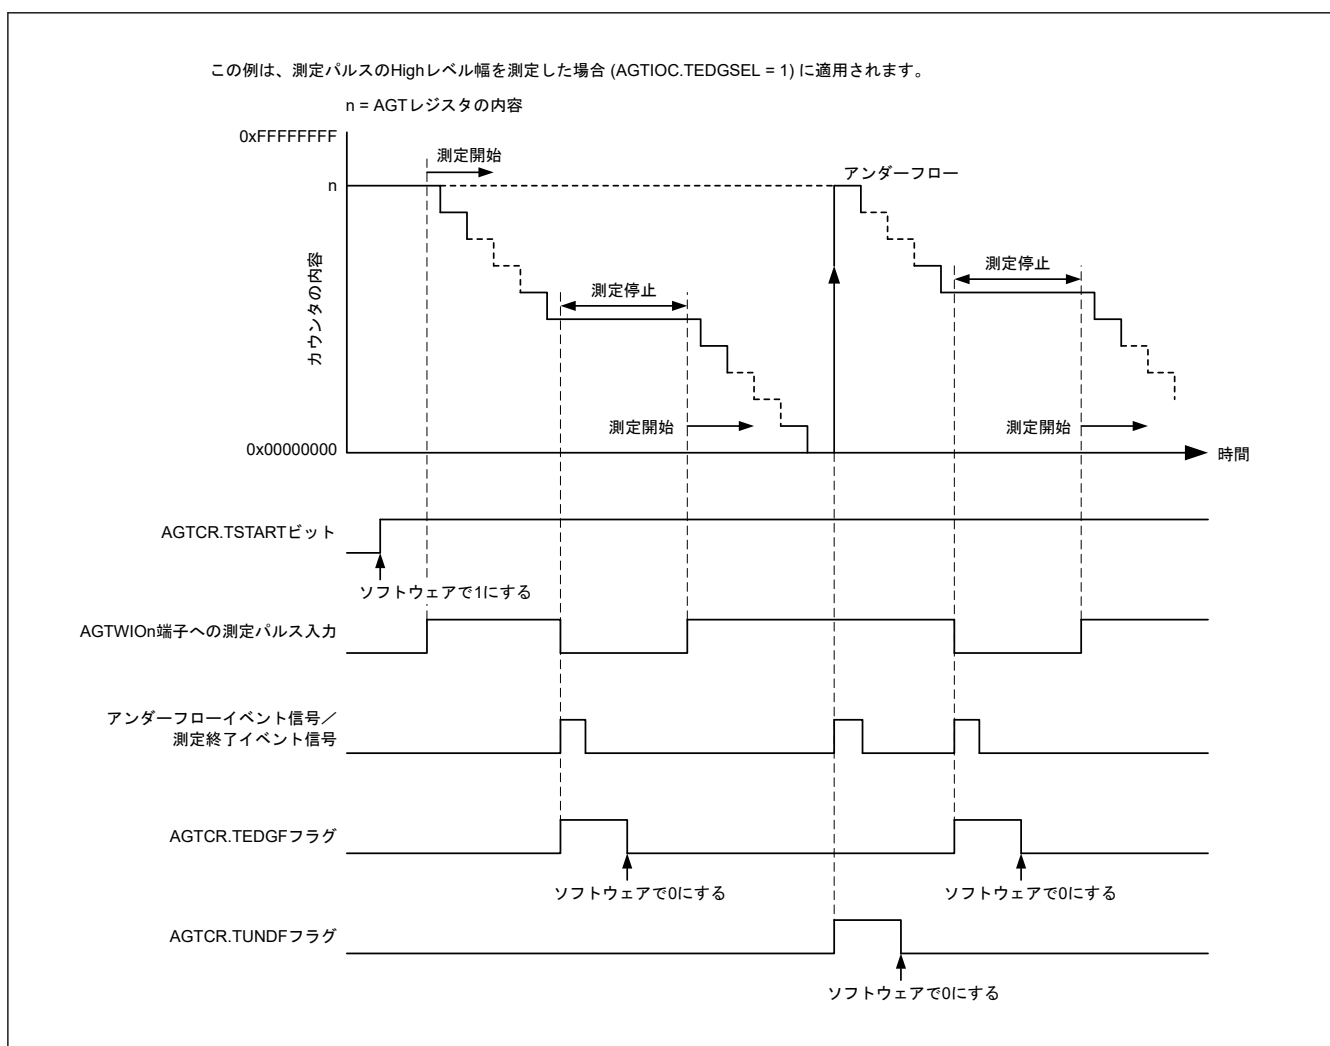 この例は、測定パルスのHighレベル幅を測定した場合 (AGTIOC.TEDGSEL = 1) に適用されます。
n = AGTレジスタの内容
0xFFFFFFFF
測定開始
n
アンダーフロー
カウンタの内容
測定停止
測定停止
測定開始
測定開始
0x00000000
時間
AGTCR.TSTARTビット
ソフトウェアで1にする
AGTWIOn端子への測定パルス入力
アンダーフローイベント信号／
測定終了イベント信号
AGTCR.TEDGFフラグ
ソフトウェアで0にする
ソフトウェアで0にする
AGTCR.TUNDFフラグ
ソフトウェアで0にする